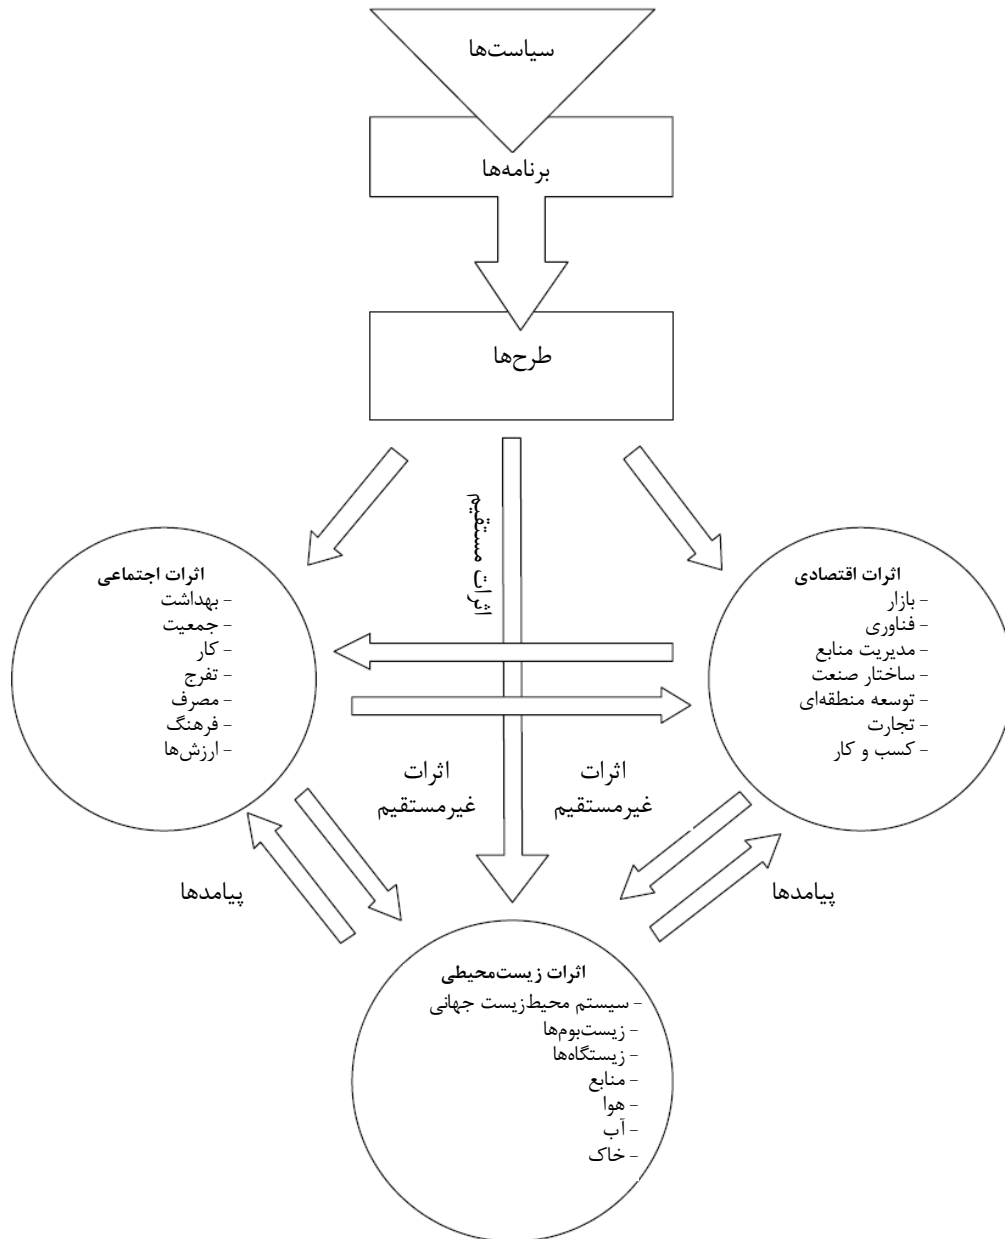 سیاست‌ها
برنامه‌ها
طرح‌ها
اثرات مستقیم
اثرات اقتصادی
- بازار
- فناوری
- مدیریت منابع
- ساختار صنعت
- توسعه منطقه‌ای
- تجارت
- کسب و کار
اثرات اجتماعی
- بهداشت
- جمعیت
- کار
- تفرج
- مصرف
- فرهنگ
- ارزش‌ها
اثرات
غیرمستقیم
اثرات
غیرمستقیم
پیامدها
پیامدها
اثرات زیست‌محیطی
- سیستم محیط‌زیست جهانی
- زیست‌بوم‌ها
- زیستگاه‌ها
- منابع
- هوا
- آب
- خاک